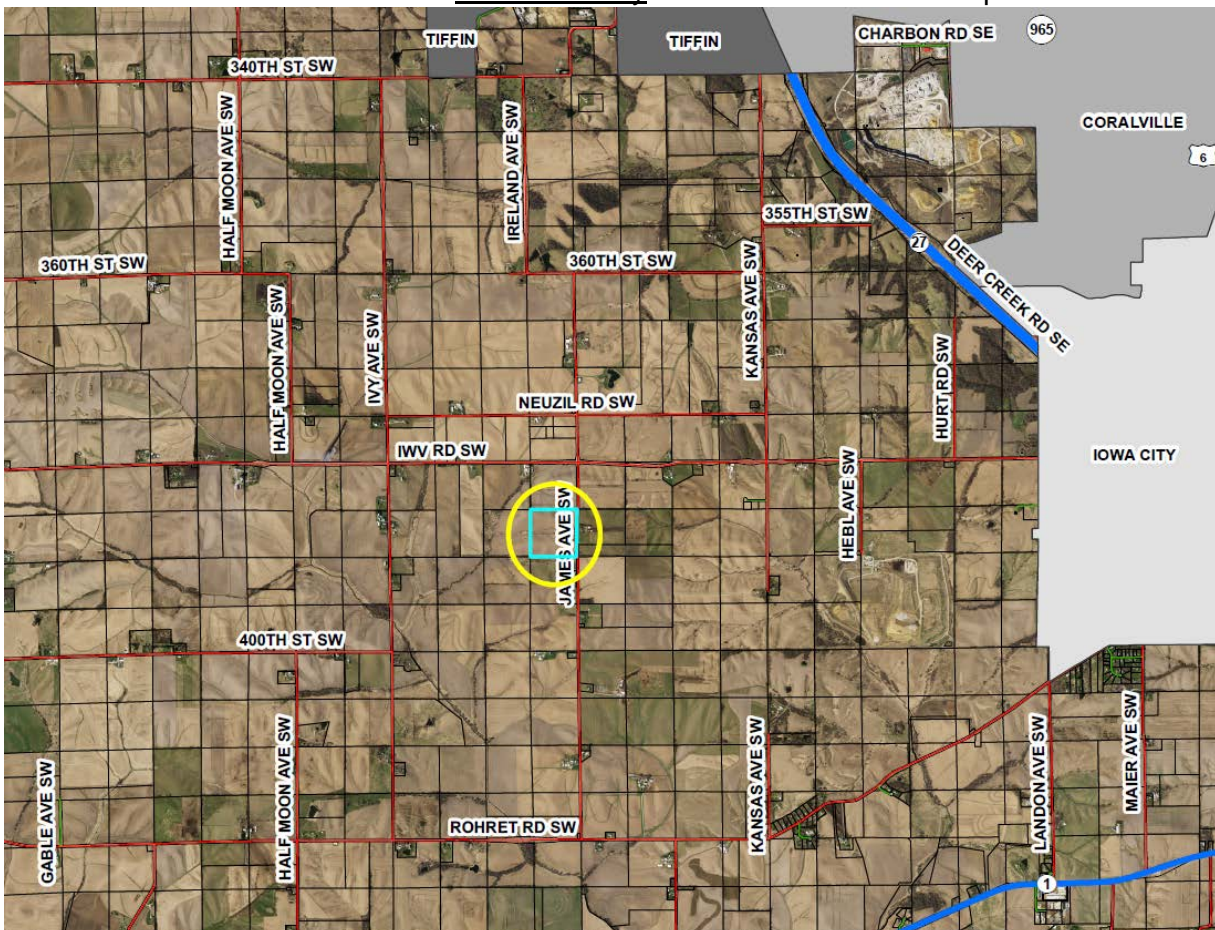 TIFFIN
TIFFIN
CHARBON RD SE
965
340TH ST SW
CORALVILLE
6
HALF MOON AVE SW
IRELAND AVE SW
355TH ST SW
27
DEER CREEK RD SE
360TH ST SW
360TH ST SW
KANSAS AVE SW
HALF MOON AVE SW
IVY AVE SW
HURT RD SW
NEUZIL RD SW
IWV RD SW
IOWA CITY
JAMES AVE SW
HEBL AVE SW
400TH ST SW
GABLE AVE SW
HALF MOON AVE SW
ROHRET RD SW
KANSAS AVE SW
LANDON AVE SW
MAIER AVE SW
1